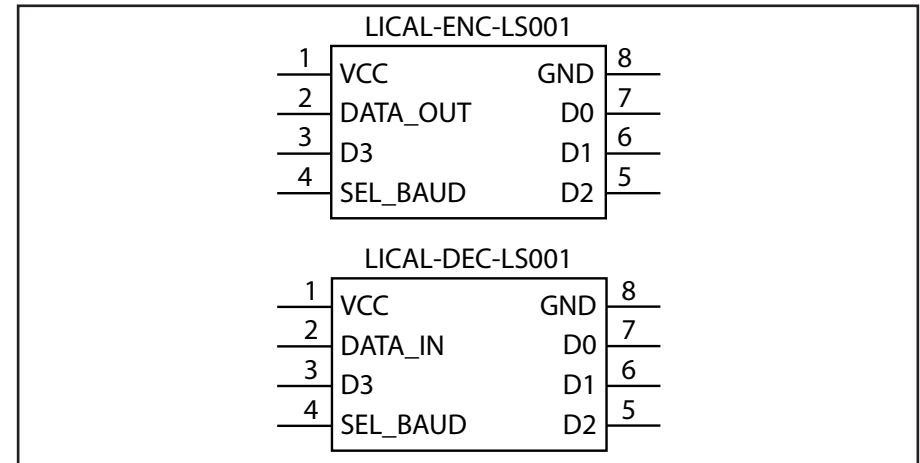 LICAL-ENC-LS001
1 VCC GND 8
2 DATA_OUT D0 7
3 D3 D1 6
4 SEL_BAUD D2 5
LICAL-DEC-LS001
1 VCC GND 8
2 DATA_IN D0 7
3 D3 D1 6
4 SEL_BAUD D2 5